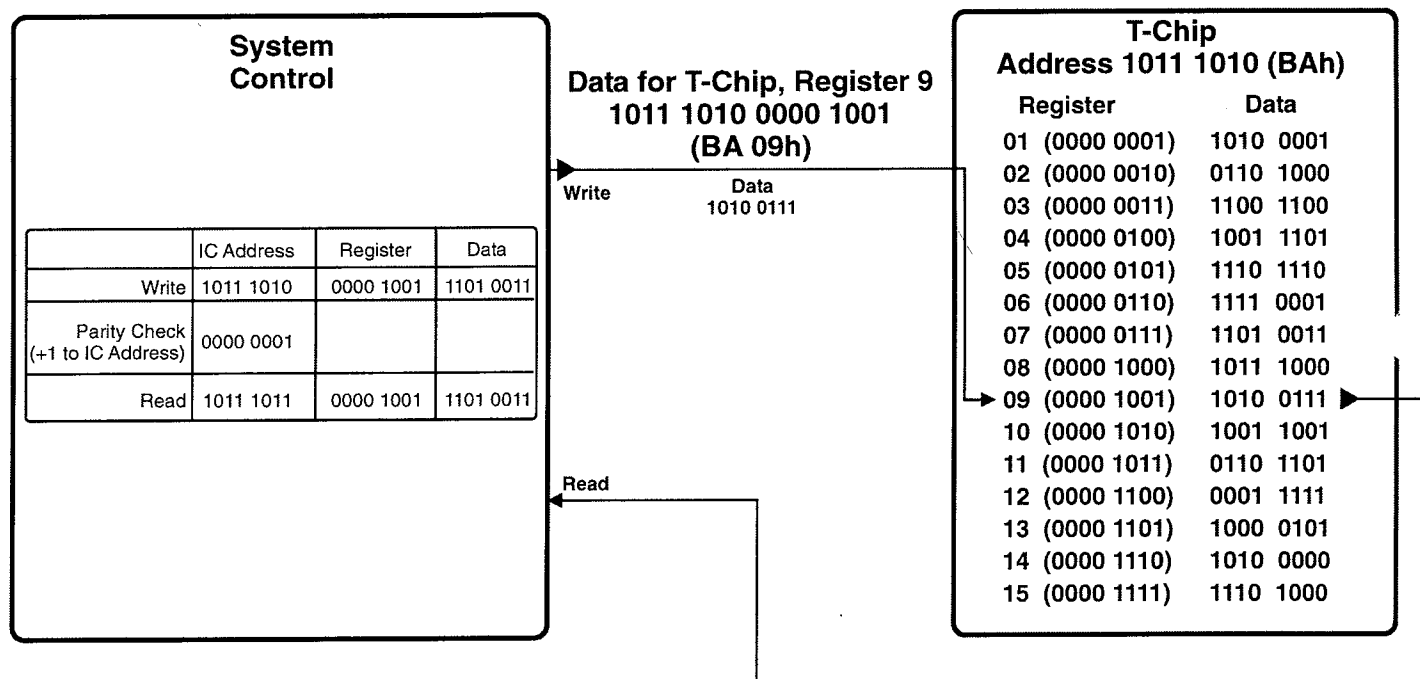 System
Control
IC Address Register Data
Write 1011 1010 0000 1001 1101 0011
Parity Check
(+1 to IC Address) 0000 0001
Read 1011 1011 0000 1001 1101 0011
Data for T-Chip, Register 9
1011 1010 0000 1001
(BA 09h)
Write
Data
1010 0111
Read
T-Chip
Address 1011 1010 (BAh)
Register Data
01 (0000 0001) 1010 0001
02 (0000 0010) 0110 1000
03 (0000 0011) 1100 1100
04 (0000 0100) 1001 1101
05 (0000 0101) 1110 1110
06 (0000 0110) 1111 0001
07 (0000 0111) 1101 0011
08 (0000 1000) 1011 1000
09 (0000 1001) 1010 0111
10 (0000 1010) 1001 1001
11 (0000 1011) 0110 1101
12 (0000 1100) 0001 1111
13 (0000 1101) 1000 0101
14 (0000 1110) 1010 0000
15 (0000 1111) 1110 1000